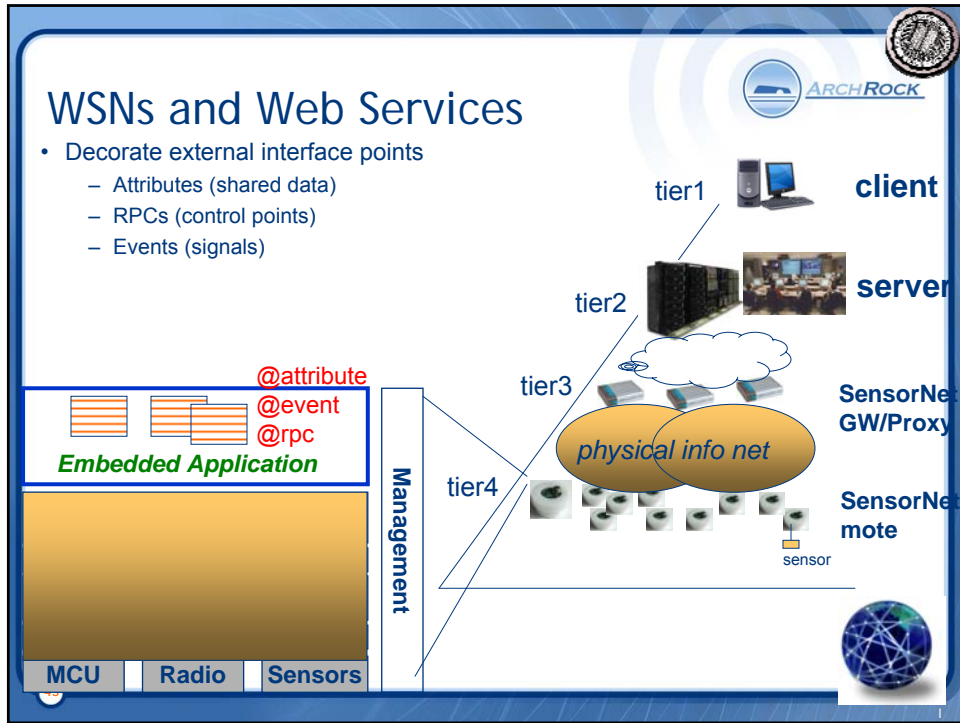 ARCHROCK
WSNs and Web Services
• Decorate external interface points
– Attributes (shared data)
– RPCs (control points)
– Events (signals)
tier1
client
tier2
server
tier3
SensorNet
GW/Proxy
physical info net
tier4
SensorNet
mote
sensor
@attribute
@event
@rpc
Embedded Application
Management
MCU
Radio
Sensors